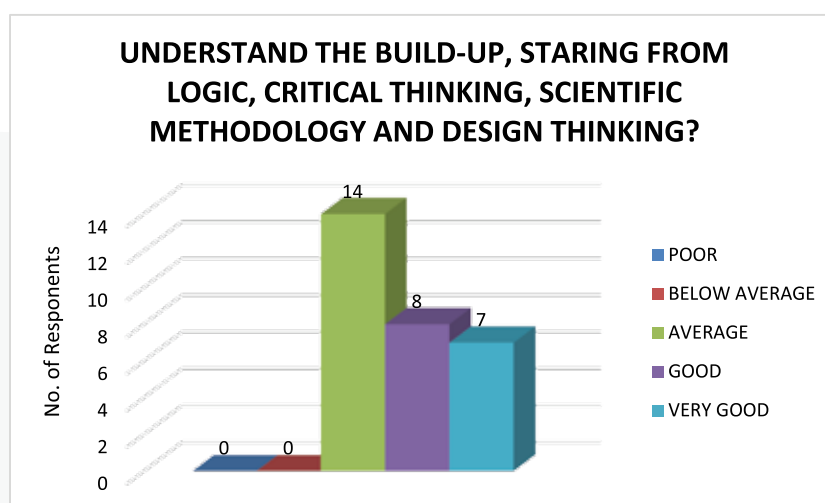 UNDERSTAND THE BUILD-UP, STARING FROM
LOGIC, CRITICAL THINKING, SCIENTIFIC
METHODOLOGY AND DESIGN THINKING?
14
12
10
8
6
4
2
0
No. of Responents
0
0
14
8
7
POOR
BELOW AVERAGE
AVERAGE
GOOD
VERY GOOD